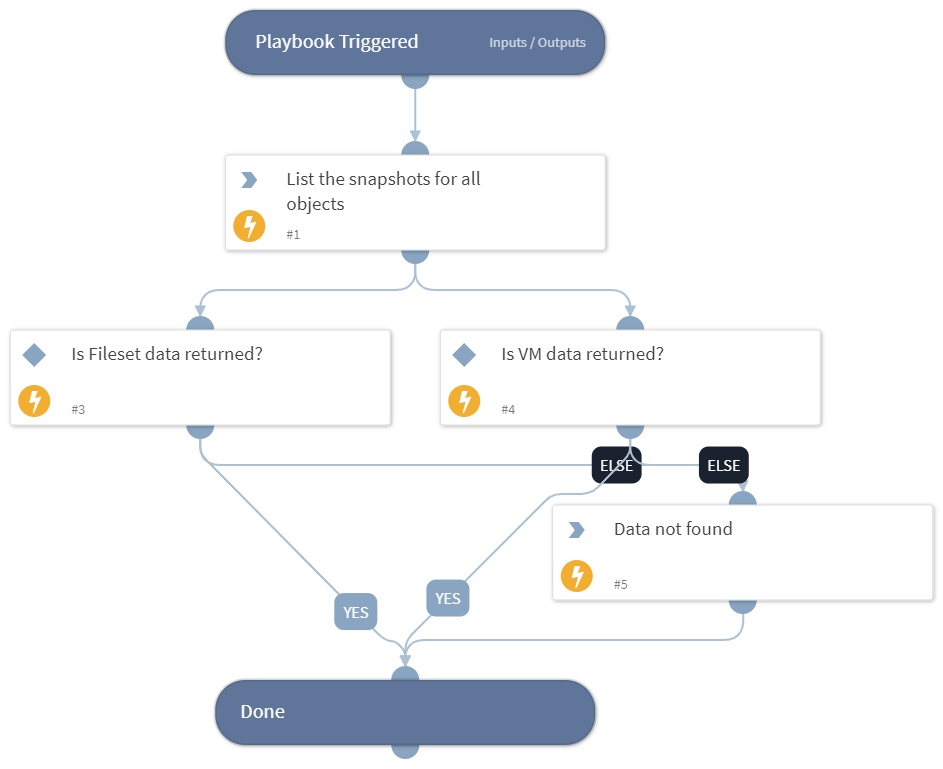 Playbook Triggered
Inputs / Outputs
List the snapshots for all
objects
#1
Is Fileset data returned?
#3
Is VM data returned?
#4
ELSE
ELSE
Data not found
#5
YES
YES
Done